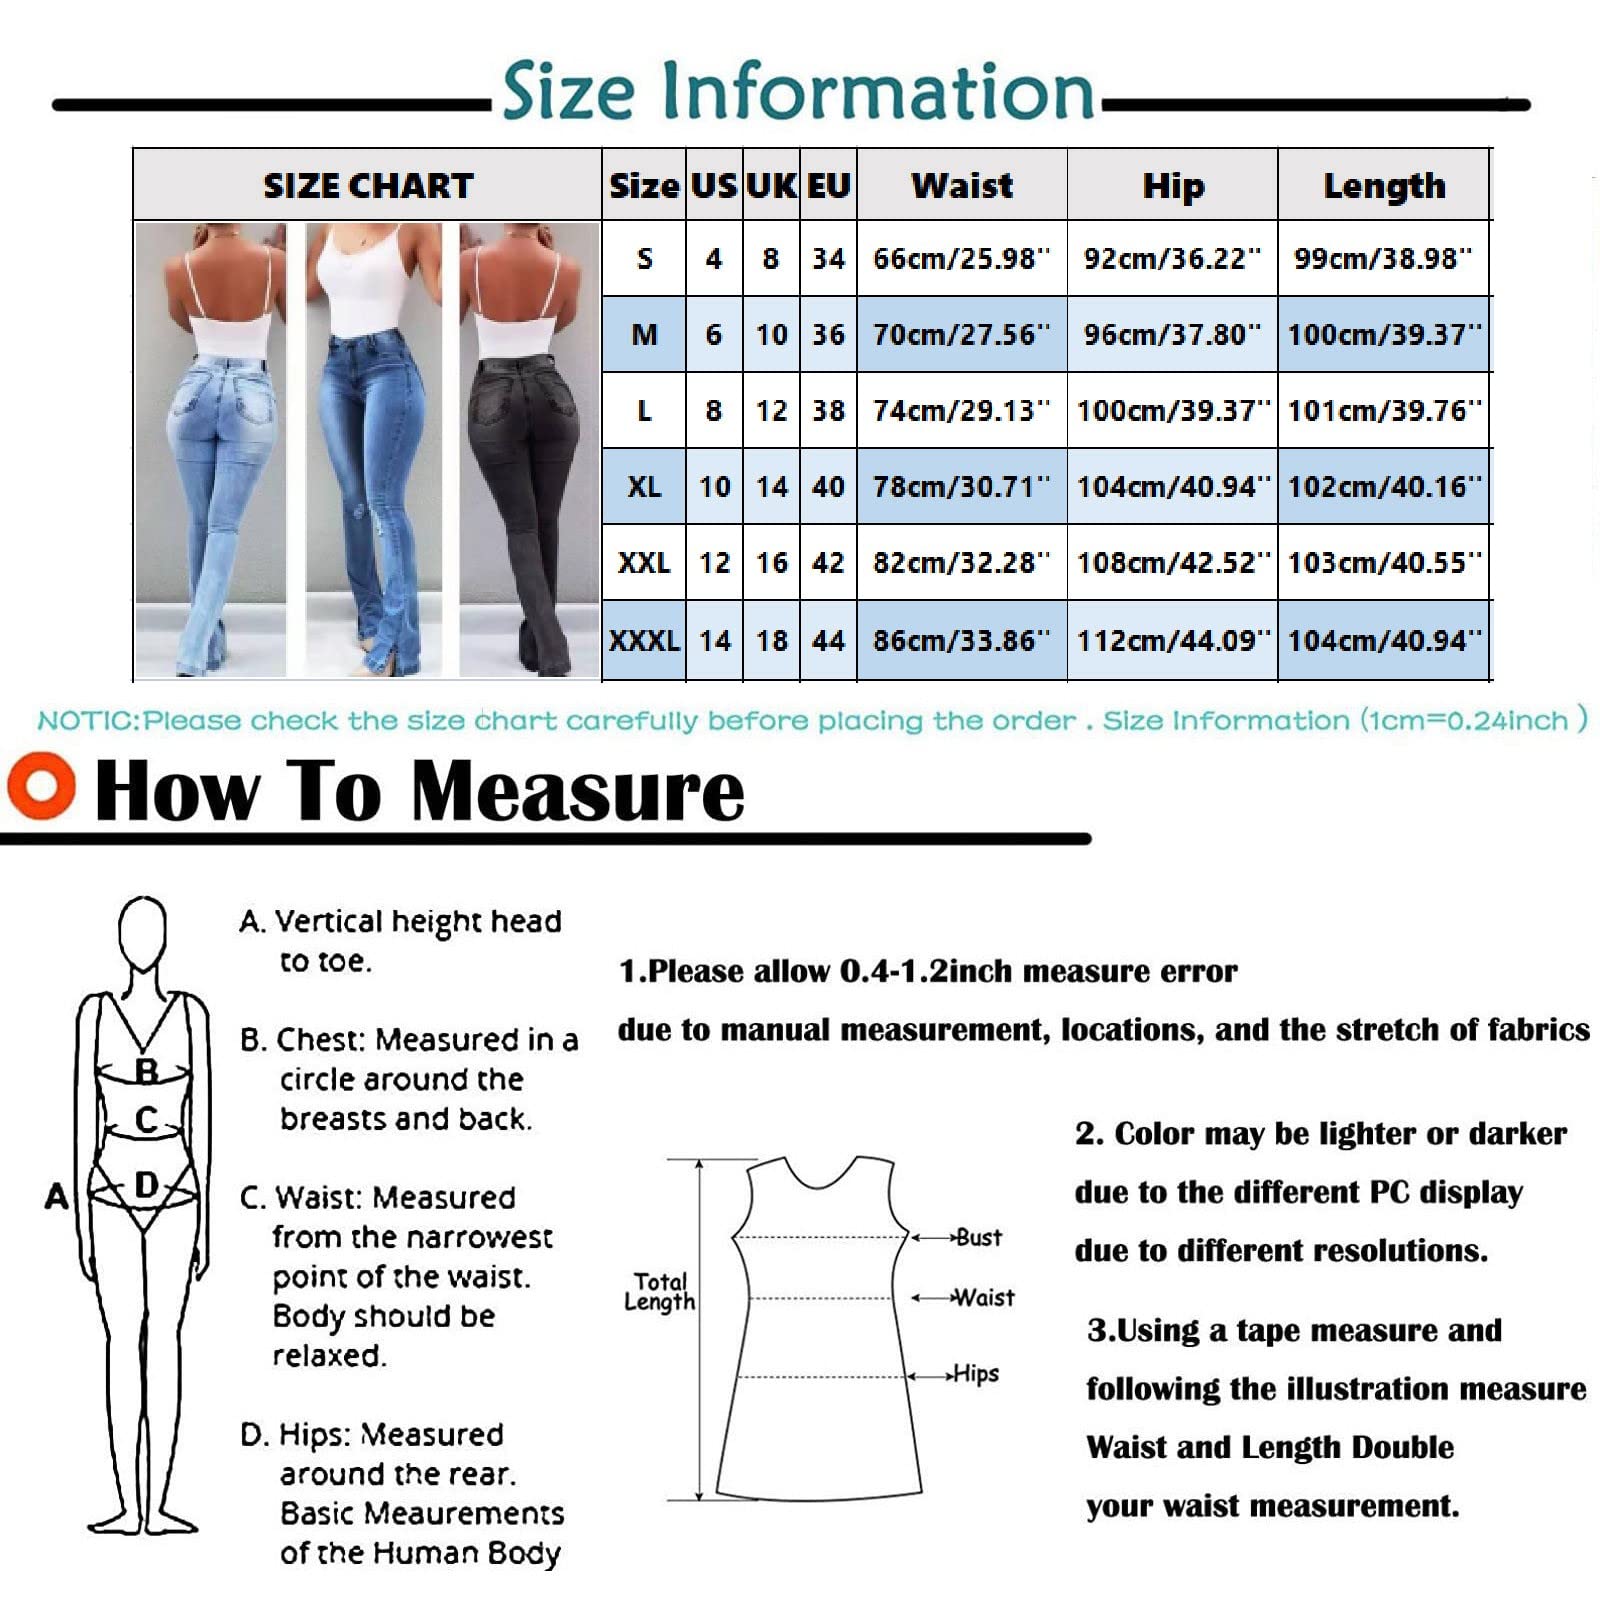 Size Information
SIZE CHART Size US UK EU Waist Hip Length
S 4 8 34 66cm/25.98'' 92cm/36.22'' 99cm/38.98''
M 6 10 36 70cm/27.56'' 96cm/37.80'' 100cm/39.37''
L 8 12 38 74cm/29.13'' 100cm/39.37'' 101cm/39.76''
XL 10 14 40 78cm/30.71'' 104cm/40.94'' 102cm/40.16''
XXL 12 16 42 82cm/32.28'' 108cm/42.52'' 103cm/40.55''
XXXL 14 18 44 86cm/33.86'' 112cm/44.09'' 104cm/40.94''
NOTIC:Please check the size chart carefully before placing the order . Size Information (1cm=0.24inch )
How To Measure
A
B
C
D
A. Vertical height head
to toe.
B. Chest: Measured in a
circle around the
breasts and back.
C. Waist: Measured
from the narrowest
point of the waist.
Body should be
relaxed.
D. Hips: Measured
around the rear.
Basic Meaurements
of the Human Body
1.Please allow 0.4-1.2inch measure error
due to manual measurement, locations, and the stretch of fabrics
Total
Length
Bust
Waist
Hips
2. Color may be lighter or darker
due to the different PC display
due to different resolutions.
3.Using a tape measure and
following the illustration measure
Waist and Length Double
your waist measurement.